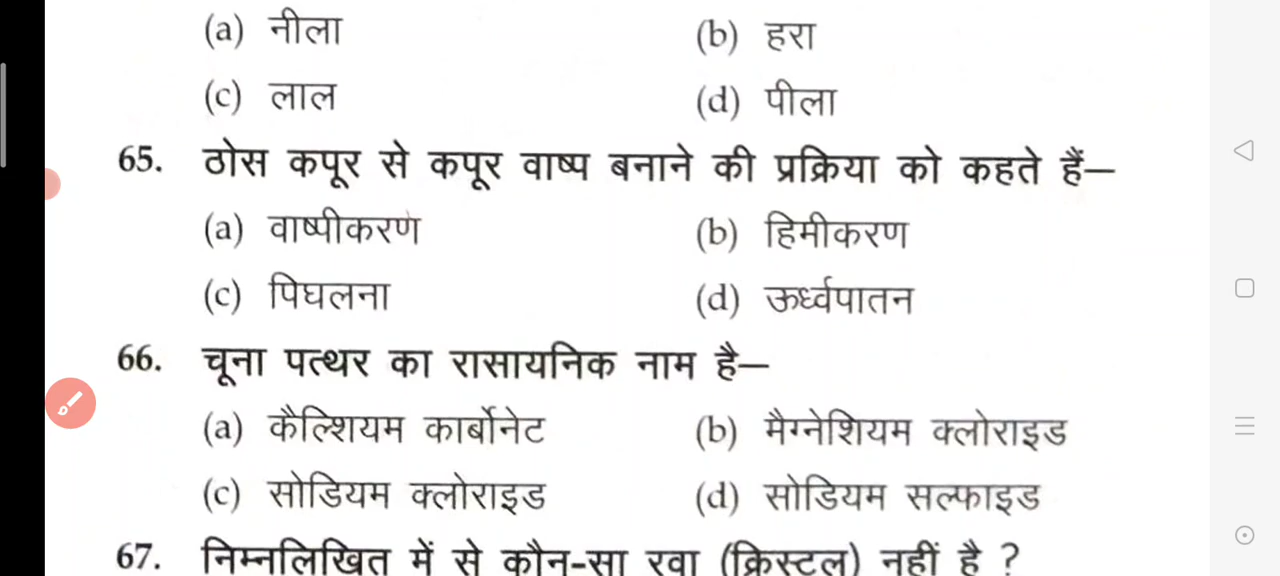 (a) नीला (b) हरा
(c) लाल (d) पीला
65. ठोस कपूर से कपूर वाष्प बनाने की प्रक्रिया को कहते हैं—
(a) वाष्पीकरण (b) हिमीकरण
(c) पिघलना (d) ऊर्ध्वपातन
66. चूना पत्थर का रासायनिक नाम है—
(a) कैल्शियम कार्बोनेट (b) मैग्नेशियम क्लोराइड
(c) सोडियम क्लोराइड (d) सोडियम सल्फाइड
67. निम्नलिखित में से कौन-सा रवा (क्रिस्टल) नहीं है ?